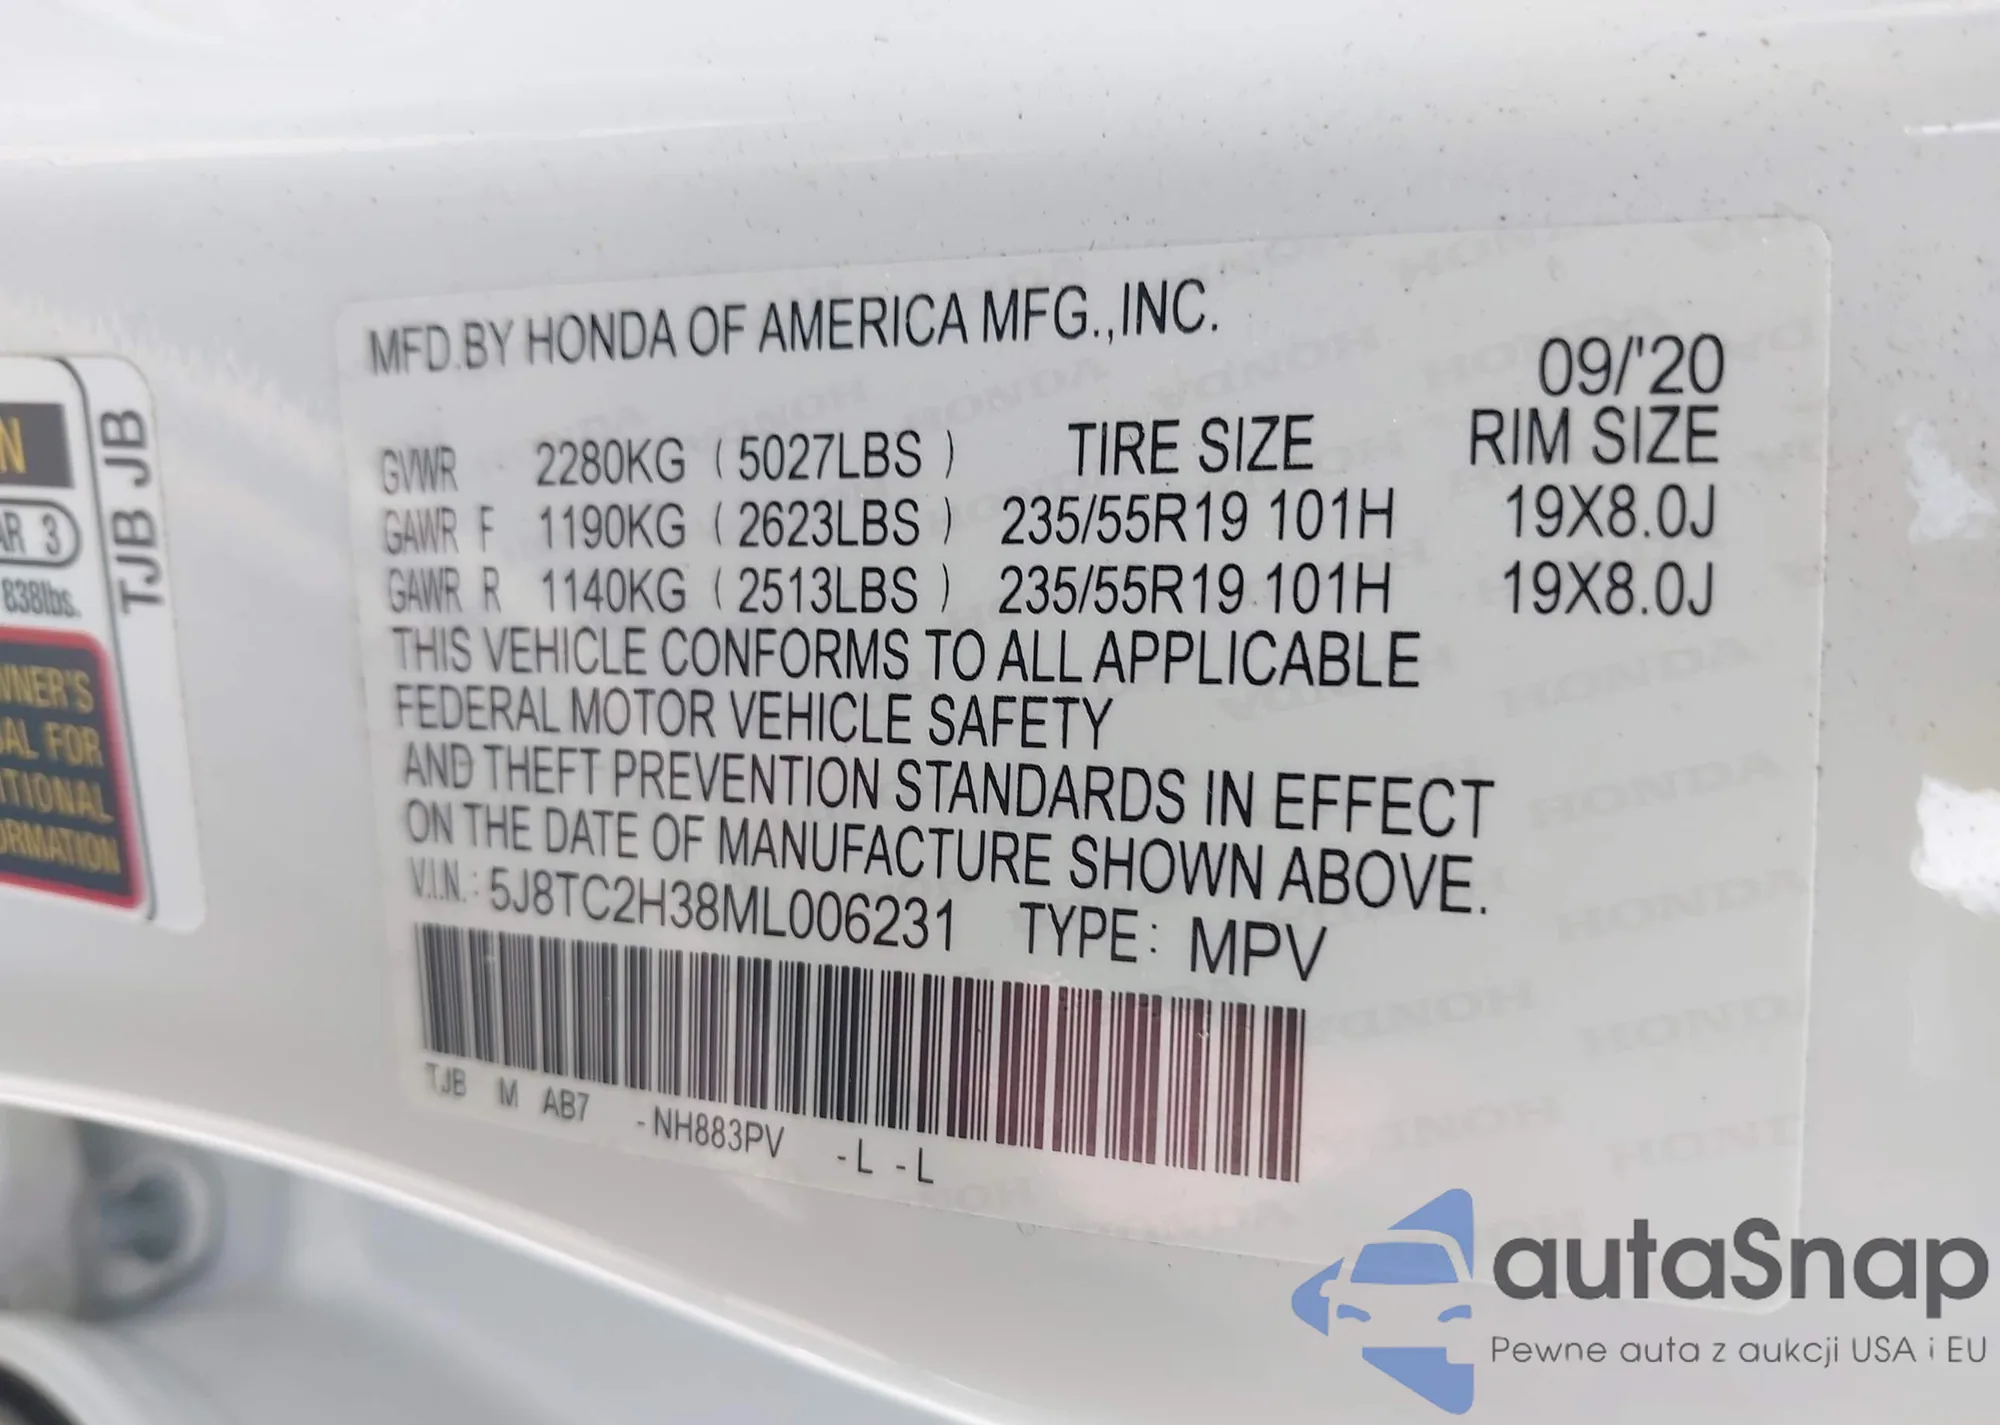 MFD.BY HONDA OF AMERICA MFG.,INC.
09/'20
GVWR 2280KG ( 5027LBS ) TIRE SIZE RIM SIZE
GAWR F 1190KG ( 2623LBS ) 235/55R19 101H 19X8.0J
GAWR R 1140KG ( 2513LBS ) 235/55R19 101H 19X8.0J
THIS VEHICLE CONFORMS TO ALL APPLICABLE
FEDERAL MOTOR VEHICLE SAFETY
AND THEFT PREVENTION STANDARDS IN EFFECT
ON THE DATE OF MANUFACTURE SHOWN ABOVE.
V.I.N.: 5J8TC2H38ML006231 TYPE: MPV
TJB M AB7 -NH883PV -L -L
TJB JB
3
838lbs.
FOR
autaSnap
Pewne auta z aukcji USA i EU